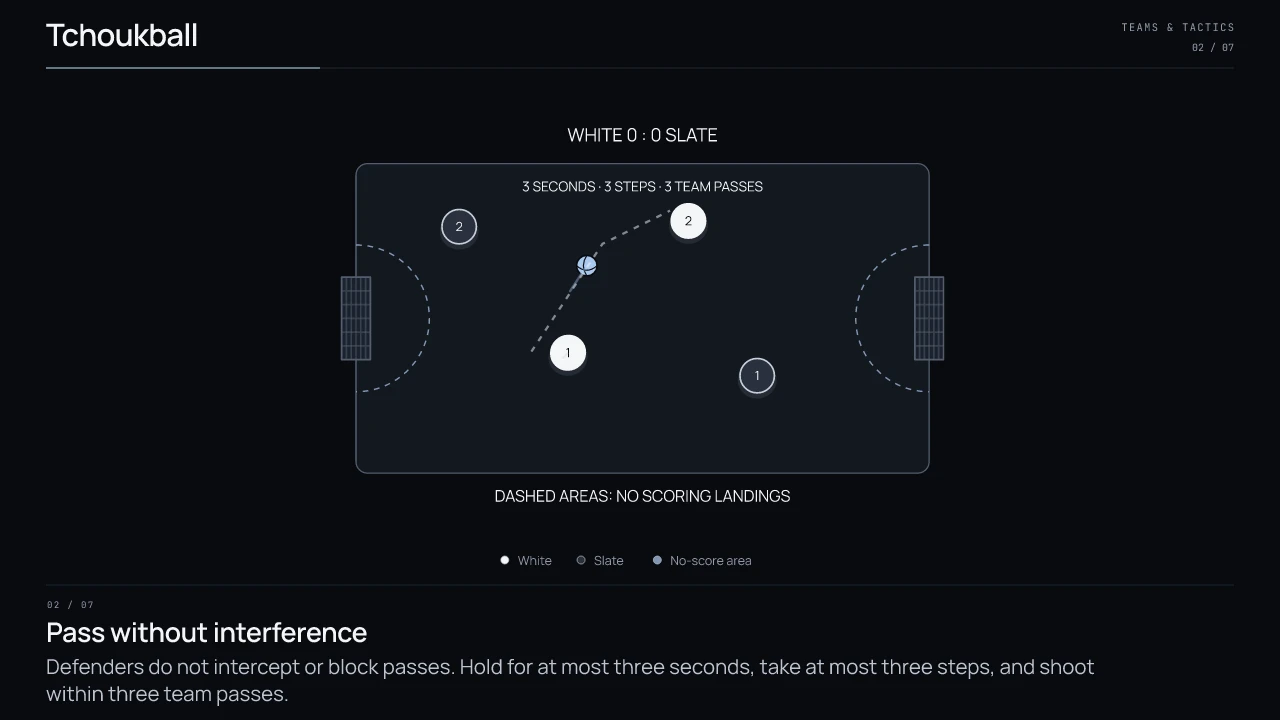 Tchoukball
TEAMS & TACTICS
02 / 07
WHITE 0 : 0 SLATE
3 SECONDS · 3 STEPS · 3 TEAM PASSES
2
2
1
1
DASHED AREAS: NO SCORING LANDINGS
White
Slate
No-score area
02 / 07
Pass without interference
Defenders do not intercept or block passes. Hold for at most three seconds, take at most three steps, and shoot
within three team passes.